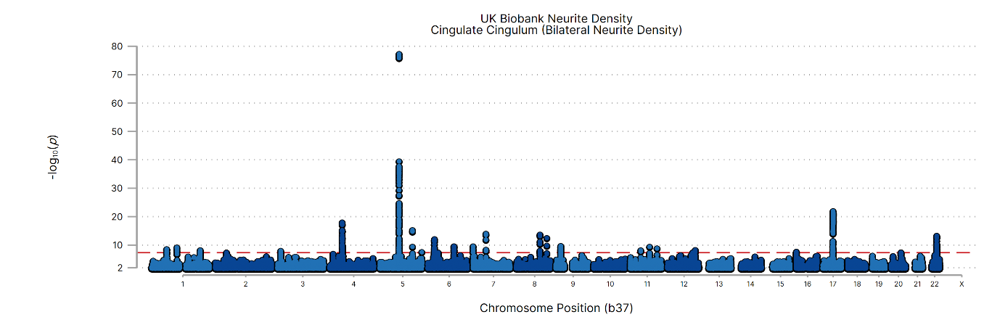 UK Biobank Neurite Density
Cingulate Cingulum (Bilateral Neurite Density)
-log₁₀(p)
80
70
60
50
40
30
20
10
2
1 2 3 4 5 6 7 8 9 10 11 12 13 14 15 16 17 18 19 20 21 22 X
Chromosome Position (b37)